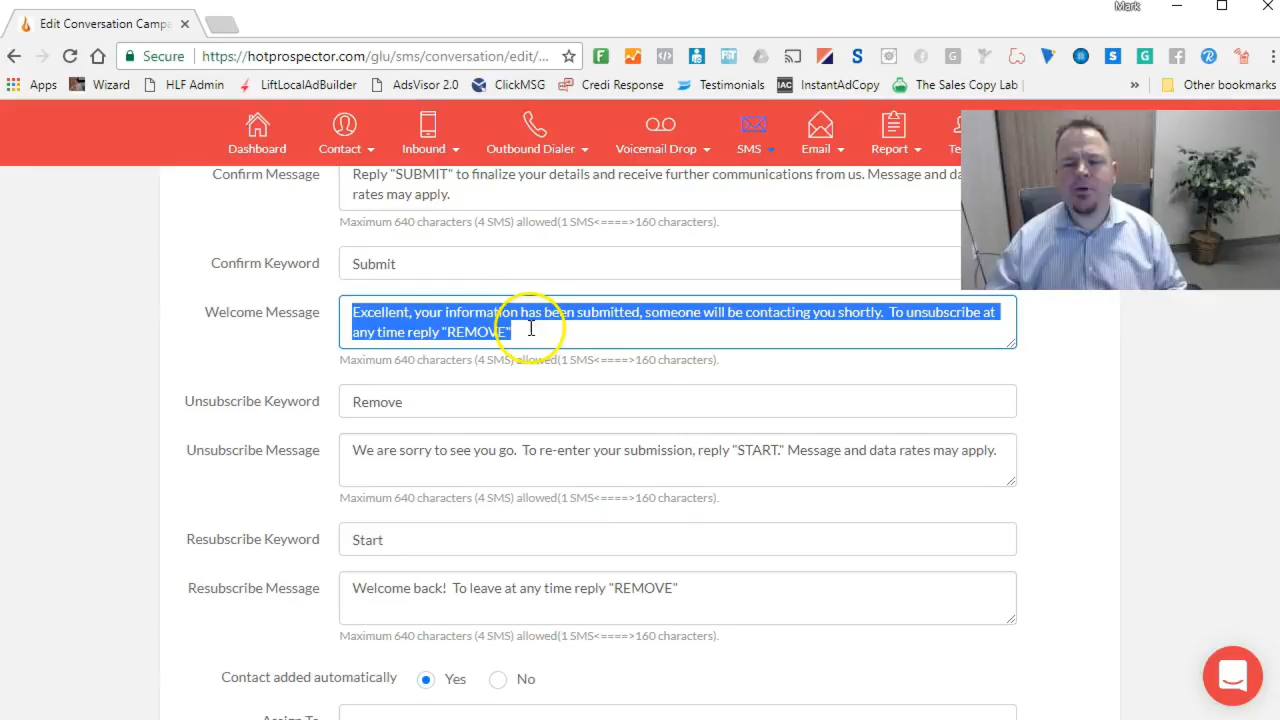 Mark
Edit Conversation Campa
Secure
https://hotprospector.com/glu/sms/conversation/edit/...
Apps
Wizard
HLF Admin
LiftLocalAdBuilder
AdsVisor 2.0
ClickMSG
Credi Response
Testimonials
InstantAdCopy
The Sales Copy Lab
»
Other bookmarks
Dashboard
Contact
Inbound
Outbound Dialer
Voicemail Drop
SMS
Email
Report
Te
Confirm Message
Reply "SUBMIT" to finalize your details and receive further communications from us. Message and da
rates may apply.
Maximum 640 characters (4 SMS) allowed(1 SMS<====>160 characters).
Confirm Keyword
Submit
Welcome Message
Excellent, your information has been submitted, someone will be contacting you shortly.  To unsubscribe at
any time reply "REMOVE"
Maximum 640 characters (4 SMS) allowed(1 SMS<====>160 characters).
Unsubscribe Keyword
Remove
Unsubscribe Message
We are sorry to see you go.  To re-enter your submission, reply "START." Message and data rates may apply.
Maximum 640 characters (4 SMS) allowed(1 SMS<====>160 characters).
Resubscribe Keyword
Start
Resubscribe Message
Welcome back!  To leave at any time reply "REMOVE"
Maximum 640 characters (4 SMS) allowed(1 SMS<====>160 characters).
Contact added automatically
Yes
No
Assign To